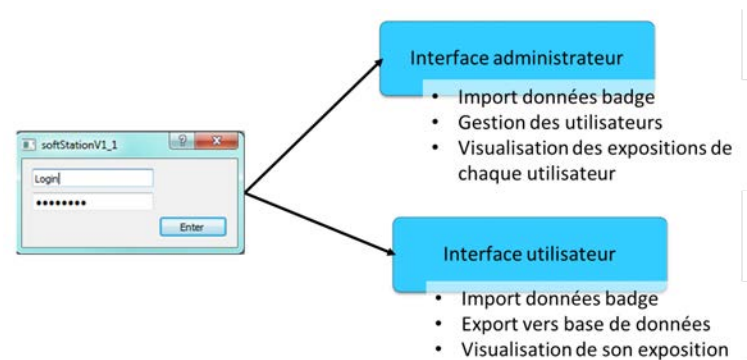 softStationV1_1
Login
Enter
Interface administrateur
• Import données badge
• Gestion des utilisateurs
• Visualisation des expositions de
chaque utilisateur
Interface utilisateur
• Import données badge
• Export vers base de données
• Visualisation de son exposition